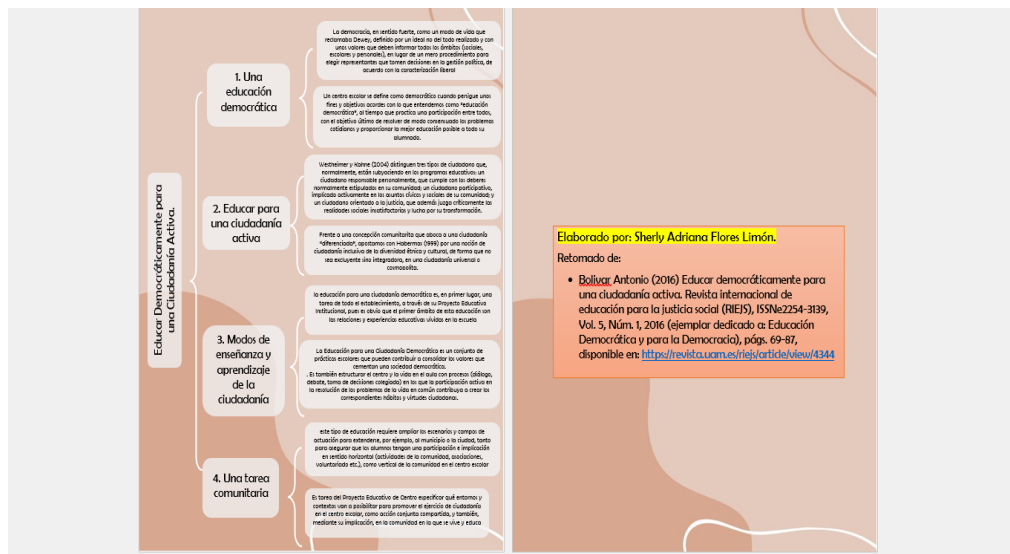 Educar Democráticamente para
una Ciudadanía Activa.
1. Una
educación
democrática
La democracia, en sentido fuerte, como un modo de vida que
reclamaba Dewey, definido por un ideal no del todo realizado y con
unos valores que deben informar todos los ámbitos (sociales,
escolares y personales), en lugar de un mero procedimiento para
elegir representantes que tomen decisiones en la gestión política, de
acuerdo con la caracterización liberal
Un centro escolar se define como democrático cuando persigue unos
fines y objetivos acordes con lo que entendemos como "educación
democrática", al tiempo que practica una participación entre todos,
con el objetivo último de resolver de modo consensuado los problemas
cotidianos y proporcionar la mejor educación posible a todo su
alumnado.
2. Educar para
una ciudadanía
activa
Westheimer y Kahne (2004) distinguen tres tipos de ciudadano que,
normalmente, están subyaciendo en los programas educativos: un
ciudadano responsable personalmente, que cumple con los deberes
normalmente estipulados en su comunidad; un ciudadano participativo,
implicado activamente en los asuntos cívicos y sociales de su comunidad; y
un ciudadano orientado a la justicia, que además juzga críticamente las
realidades sociales insatisfactorias y lucha por su transformación.
Frente a una concepción comunitarita que aboca a una ciudadanía
"diferenciada", apostamos con Habermas (1999) por una noción de
ciudadanía inclusiva de la diversidad étnica y cultural, de forma que no
sea excluyente sino integradora, en una ciudadanía universal o
cosmopolita.
3. Modos de
enseñanza y
aprendizaje
de la
ciudadanía
la educación para una ciudadanía democrática es, en primer lugar, una
tarea de todo el establecimiento, a través de su Proyecto Educativo
Institucional, pues es obvio que el primer ámbito de esta educación son
las relaciones y experiencias educativas vividas en la escuela
La Educación para una Ciudadanía Democrática es un conjunto de
prácticas escolares que pueden contribuir a consolidar los valores que
cementan una sociedad democrática.
. Es también estructurar el centro y la vida en el aula con procesos (diálogo,
debate, toma de decisiones colegiada) en los que la participación activa en
la resolución de los problemas de la vida en común contribuya a crear los
correspondientes hábitos y virtudes ciudadanas.
4. Una tarea
comunitaria
este tipo de educación requiere ampliar los escenarios y campos de
actuación para extenderse, por ejemplo, al municipio o la ciudad, tanto
para asegurar que los alumnos tengan una participación e implicación
en sentido horizontal (actividades de la comunidad, asociaciones,
voluntariado etc.), como vertical de la comunidad en el centro escolar
Es tarea del Proyecto Educativo de Centro especificar qué entornos y
contextos van a posibilitar para promover el ejercicio de ciudadanía
en el centro escolar, como acción conjunta compartida, y también,
mediante su implicación, en la comunidad en la que se vive y educa
Elaborado por: Sherly Adriana Flores Limón.
Retomado de:
• Bolivar Antonio (2016) Educar democráticamente para
una ciudadanía activa. Revista internacional de
educación para la justicia social (RIEJS), ISSNe2254-3139,
Vol. 5, Núm. 1, 2016 (ejemplar dedicado a: Educación
Democrática y para la Democracia), págs. 69-87,
disponible en: https://revista.uam.es/riejs/article/view/4344